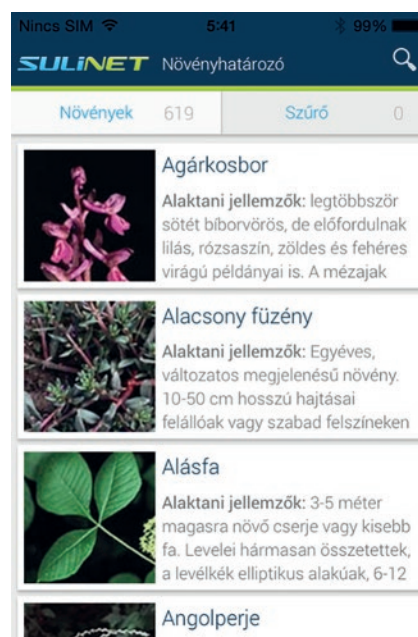 Nincs SIM 5:41 99%
SULiNET Növényhatározó
Növények 619 Szűrő 0
Agárkosbor
Alaktani jellemzők: legtöbbször
sötét bíborvörös, de előfordulnak
lilás, rózsaszín, zöldes és fehéres
virágú példányai is. A mézajak
Alacsony füzény
Alaktani jellemzők: Egyéves,
változatos megjelenésű növény.
10-50 cm hosszú hajtásai
felállóak vagy szabad felszíneken
Alásfa
Alaktani jellemzők: 3-5 méter
magasra növő cserje vagy kisebb
fa. Levelei hármasan összetettek,
a levélkék elliptikus alakúak, 6-12
Angolperje